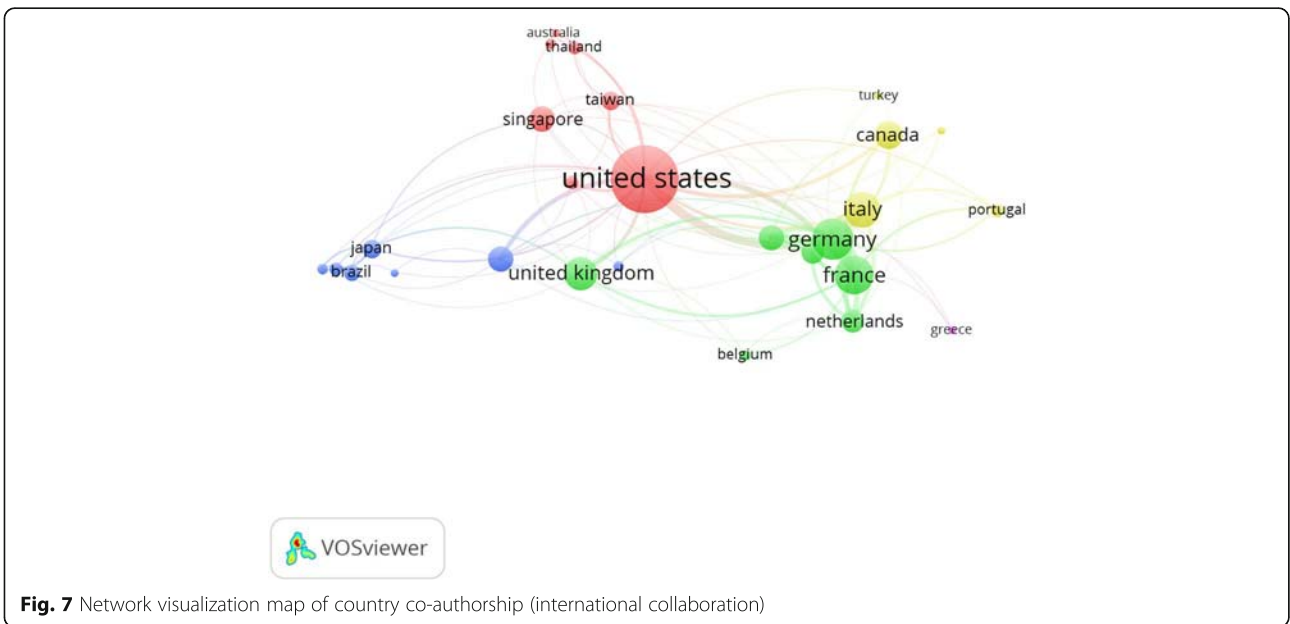 australia
thailand
turkey
taiwan
singapore
canada
united states
italy
portugal
germany
japan
brazil
united kingdom
france
netherlands
greece
belgium
VOSviewer
Fig. 7 Network visualization map of country co-authorship (international collaboration)